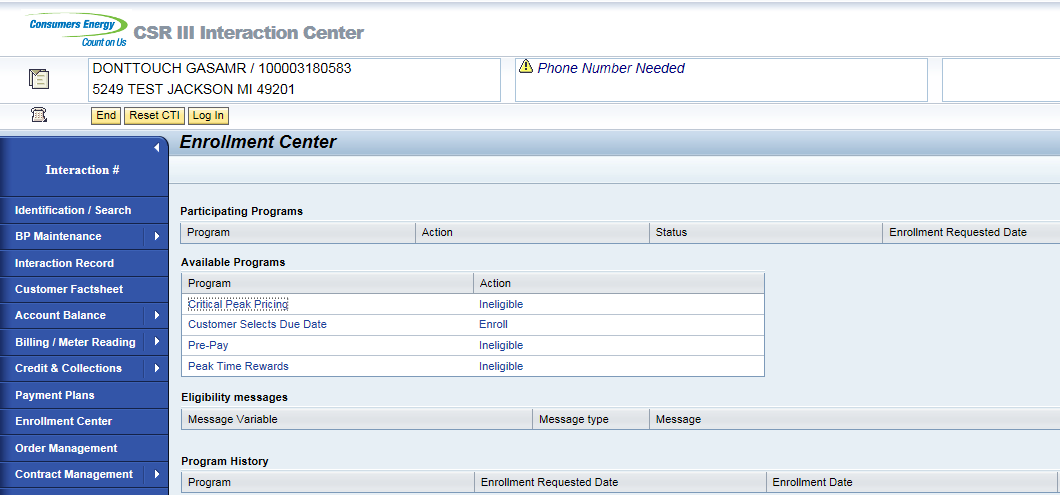 Consumers Energy
Count on Us
CSR III Interaction Center
DONTTOUCH GASAMR / 100003180583
5249 TEST JACKSON MI 49201
Phone Number Needed
End Reset CTI Log In
Enrollment Center
Interaction #
Identification / Search
BP Maintenance
Interaction Record
Customer Factsheet
Account Balance
Billing / Meter Reading
Credit & Collections
Payment Plans
Enrollment Center
Order Management
Contract Management
Participating Programs
Program Action Status Enrollment Requested Date
Available Programs
Program Action
Critical Peak Pricing Ineligible
Customer Selects Due Date Enroll
Pre-Pay Ineligible
Peak Time Rewards Ineligible
Eligibility messages
Message Variable Message type Message
Program History
Program Enrollment Requested Date Enrollment Date